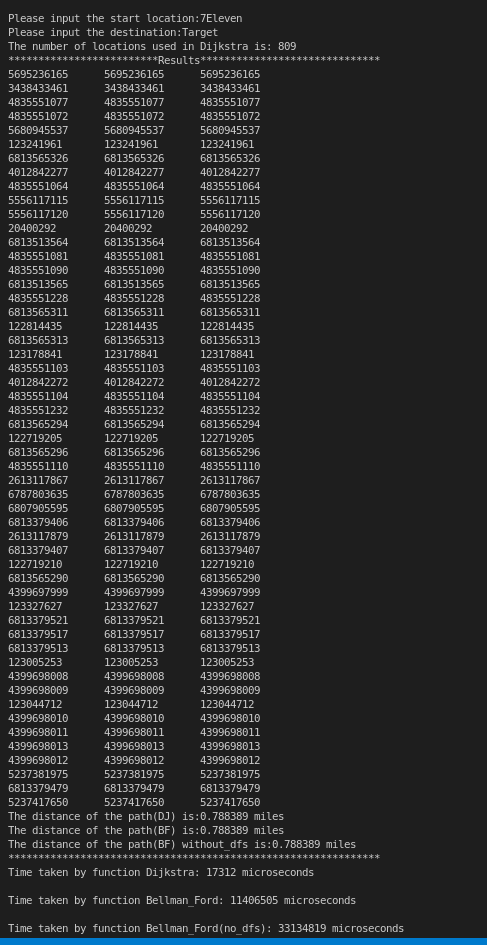 Please input the start location:7Eleven
Please input the destination:Target
The number of locations used in Dijkstra is: 809
*************************Results******************************
5695236165      5695236165      5695236165
3438433461      3438433461      3438433461
4835551077      4835551077      4835551077
4835551072      4835551072      4835551072
5680945537      5680945537      5680945537
123241961       123241961       123241961
6813565326      6813565326      6813565326
4012842277      4012842277      4012842277
4835551064      4835551064      4835551064
5556117115      5556117115      5556117115
5556117120      5556117120      5556117120
20400292        20400292        20400292
6813513564      6813513564      6813513564
4835551081      4835551081      4835551081
4835551090      4835551090      4835551090
6813513565      6813513565      6813513565
4835551228      4835551228      4835551228
6813565311      6813565311      6813565311
122814435       122814435       122814435
6813565313      6813565313      6813565313
123178841       123178841       123178841
4835551103      4835551103      4835551103
4012842272      4012842272      4012842272
4835551104      4835551104      4835551104
4835551232      4835551232      4835551232
6813565294      6813565294      6813565294
122719205       122719205       122719205
6813565296      6813565296      6813565296
4835551110      4835551110      4835551110
2613117867      2613117867      2613117867
6787803635      6787803635      6787803635
6807905595      6807905595      6807905595
6813379406      6813379406      6813379406
2613117879      2613117879      2613117879
6813379407      6813379407      6813379407
122719210       122719210       122719210
6813565290      6813565290      6813565290
4399697999      4399697999      4399697999
123327627       123327627       123327627
6813379521      6813379521      6813379521
6813379517      6813379517      6813379517
6813379513      6813379513      6813379513
123005253       123005253       123005253
4399698008      4399698008      4399698008
4399698009      4399698009      4399698009
123044712       123044712       123044712
4399698010      4399698010      4399698010
4399698011      4399698011      4399698011
4399698013      4399698013      4399698013
4399698012      4399698012      4399698012
5237381975      5237381975      5237381975
6813379479      6813379479      6813379479
5237417650      5237417650      5237417650
The distance of the path(DJ) is:0.788389 miles
The distance of the path(BF) is:0.788389 miles
The distance of the path(BF) without_dfs is:0.788389 miles
**************************************************************
Time taken by function Dijkstra: 17312 microseconds
Time taken by function Bellman_Ford: 11406505 microseconds
Time taken by function Bellman_Ford(no_dfs): 33134819 microseconds